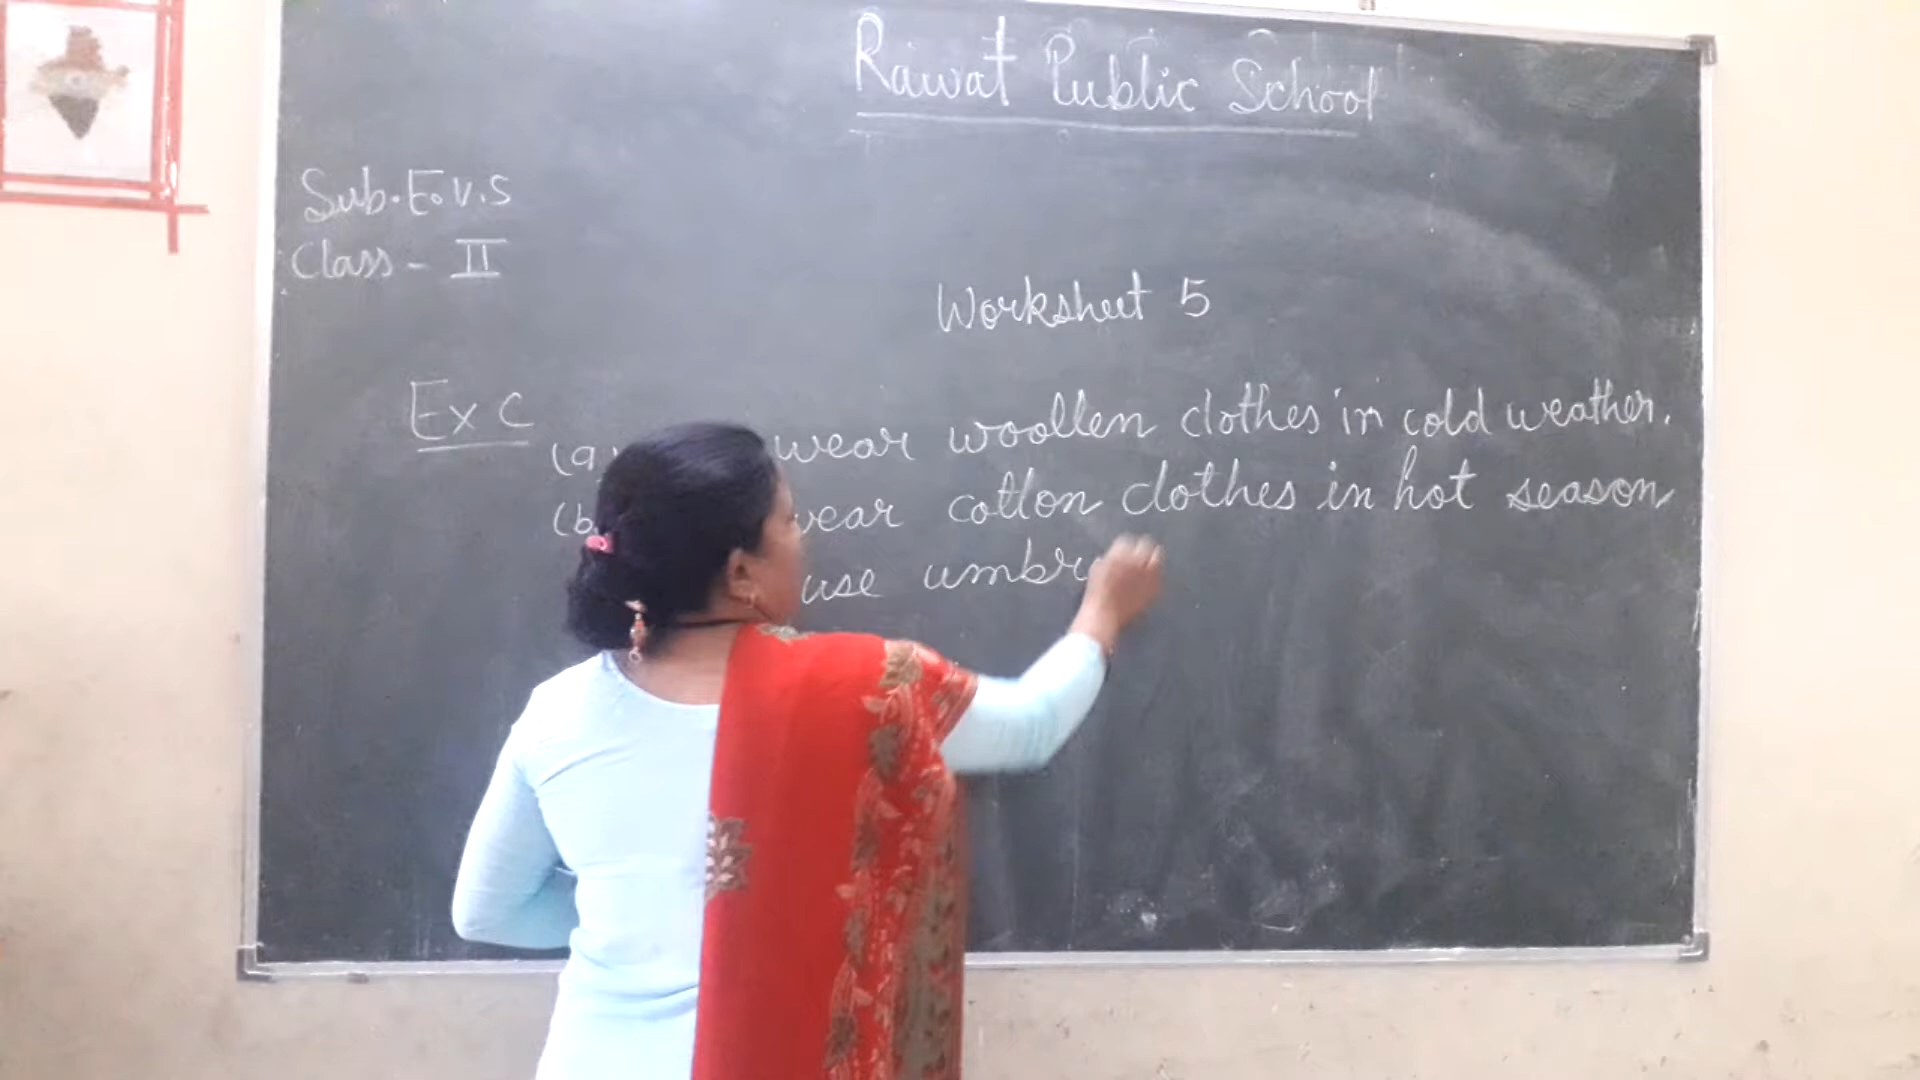 Rawat Public School
Sub. E.V.S
Class - II
Worksheet 5
Ex C
(a) wear woollen clothes in cold weather.
(b) wear cotton clothes in hot season
use umbr